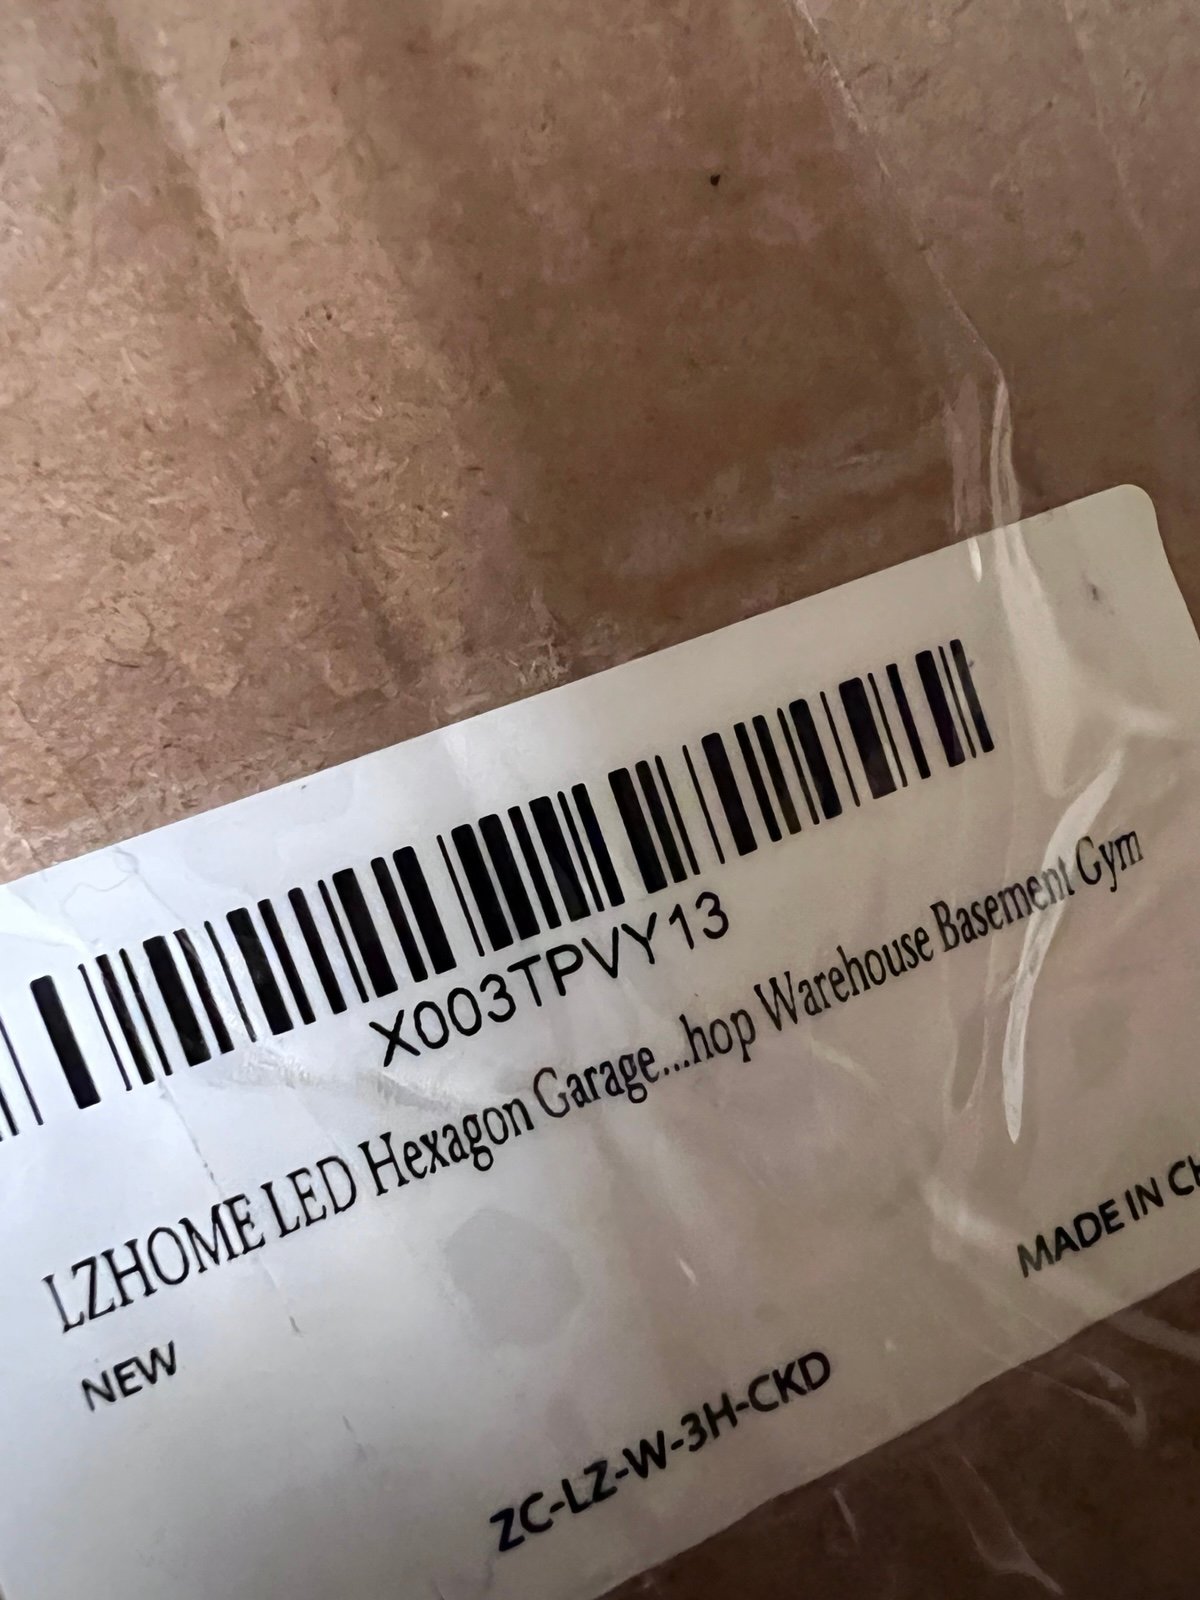 X003TPVY13
LZHOME LED Hexagon Garage...hop Warehouse Basement Gym
NEW
MADE IN CH
ZC-LZ-W-3H-CKD